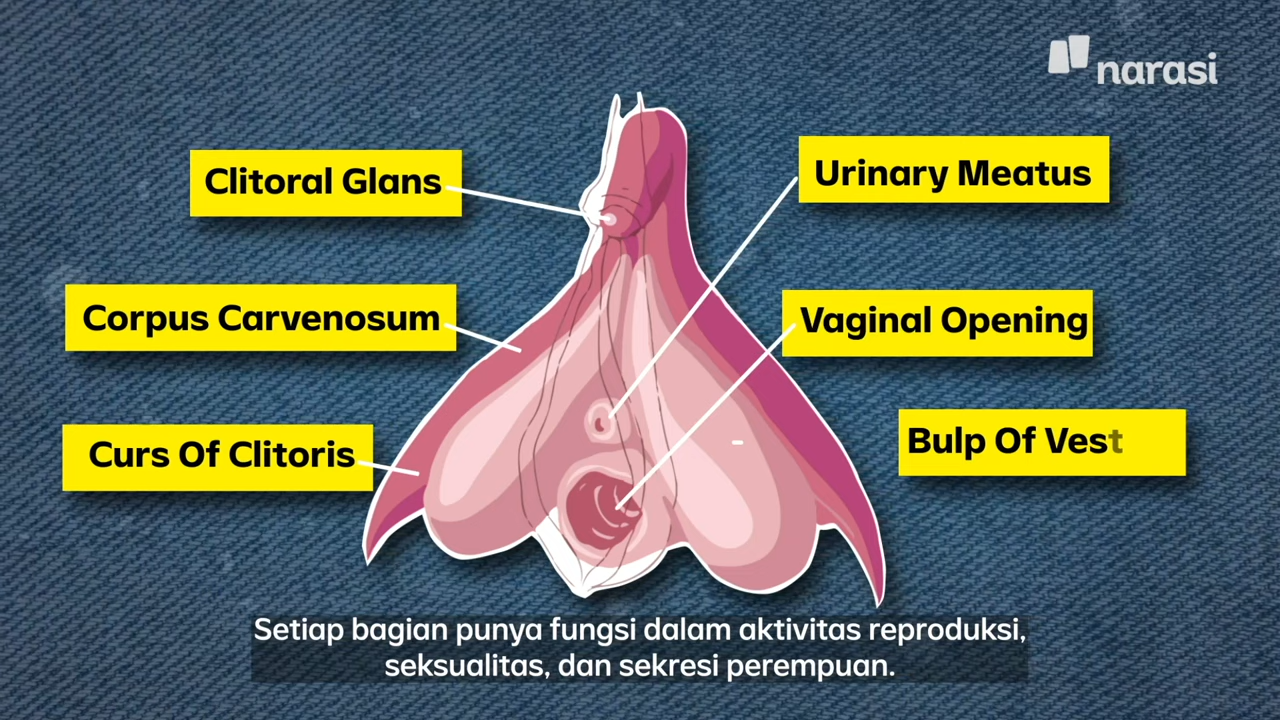 narasi
Clitoral Glans
Urinary Meatus
Corpus Carvenosum
Vaginal Opening
Curs Of Clitoris
Bulp Of Vest
Setiap bagian punya fungsi dalam aktivitas reproduksi,
seksualitas, dan sekresi perempuan.